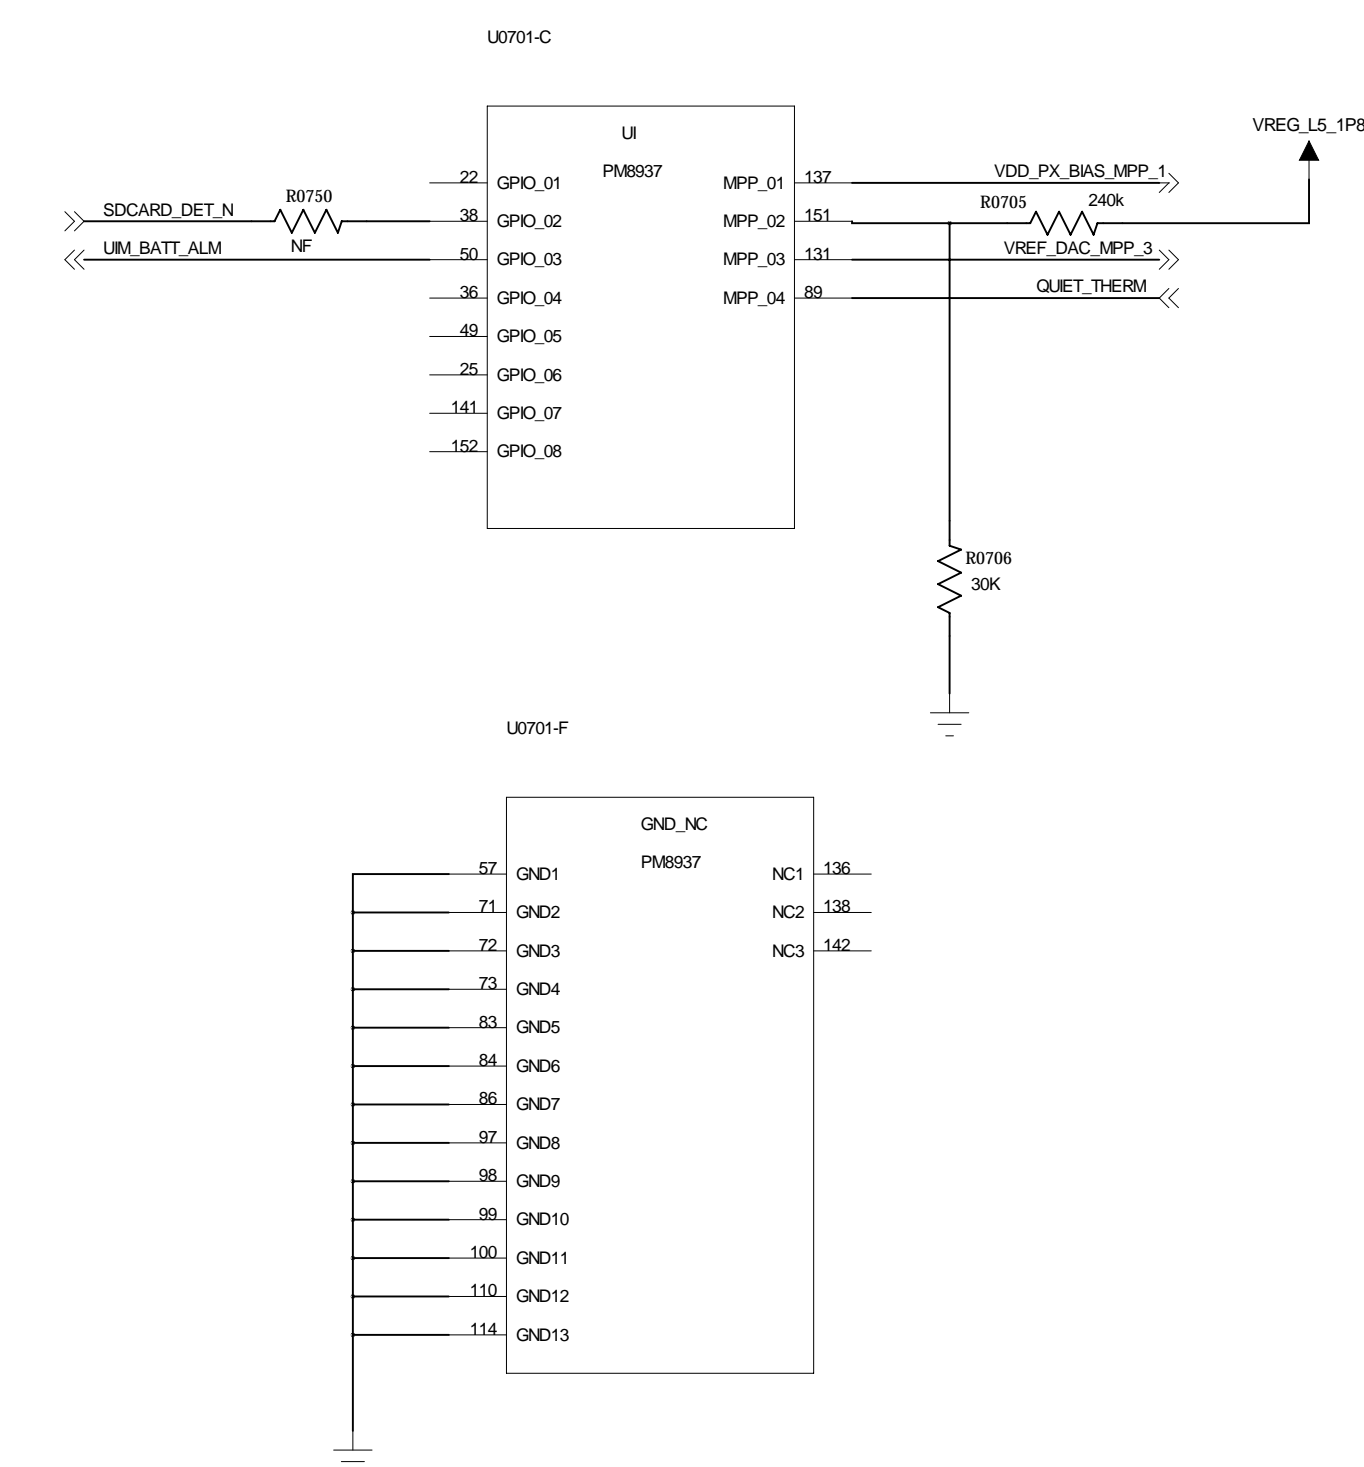 U0701-C
UI
PM8937
VREG_L5_1P8
22 GPIO_01
MPP_01 137 VDD_PX_BIAS_MPP_1
SDCARD_DET_N R0750 NF 38 GPIO_02
MPP_02 151 R0705 240k
UIM_BATT_ALM 50 GPIO_03
MPP_03 131 VREF_DAC_MPP_3
36 GPIO_04
MPP_04 89 QUIET_THERM
49 GPIO_05
25 GPIO_06
141 GPIO_07
152 GPIO_08
R0706
30K
U0701-F
GND_NC
PM8937
57 GND1
NC1 136
71 GND2
NC2 138
72 GND3
NC3 142
73 GND4
83 GND5
84 GND6
86 GND7
97 GND8
98 GND9
99 GND10
100 GND11
110 GND12
114 GND13